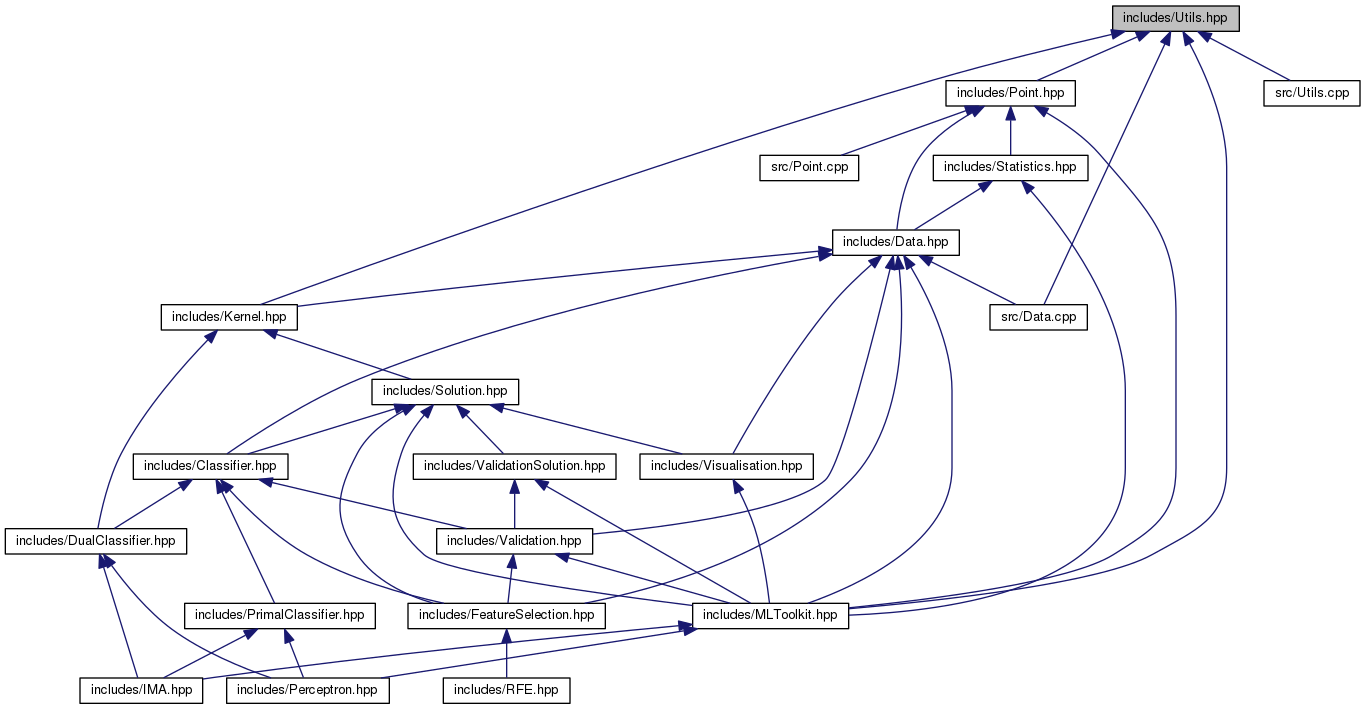 includes/Utils.hpp
includes/Point.hpp
src/Utils.cpp
src/Point.cpp
includes/Statistics.hpp
includes/Data.hpp
includes/Kernel.hpp
src/Data.cpp
includes/Solution.hpp
includes/Classifier.hpp
includes/ValidationSolution.hpp
includes/Visualisation.hpp
includes/DualClassifier.hpp
includes/Validation.hpp
includes/PrimalClassifier.hpp
includes/FeatureSelection.hpp
includes/MLToolkit.hpp
includes/IMA.hpp
includes/Perceptron.hpp
includes/RFE.hpp